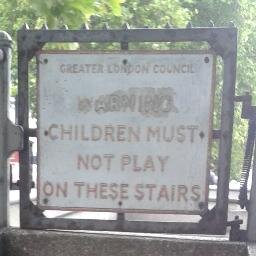 GREATER LONDON COUNCIL
WARNING
CHILDREN MUST
NOT PLAY
ON THESE STAIRS